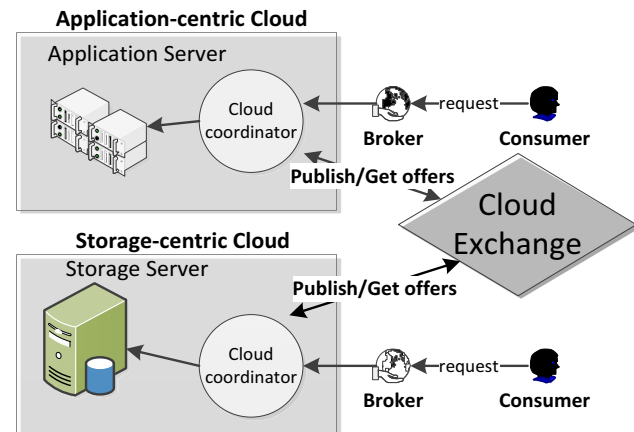 Application-centric Cloud
Application Server
Cloud
coordinator
request
Broker
Consumer
Publish/Get offers
Cloud
Exchange
Storage-centric Cloud
Storage Server
Publish/Get offers
Cloud
coordinator
request
Broker
Consumer